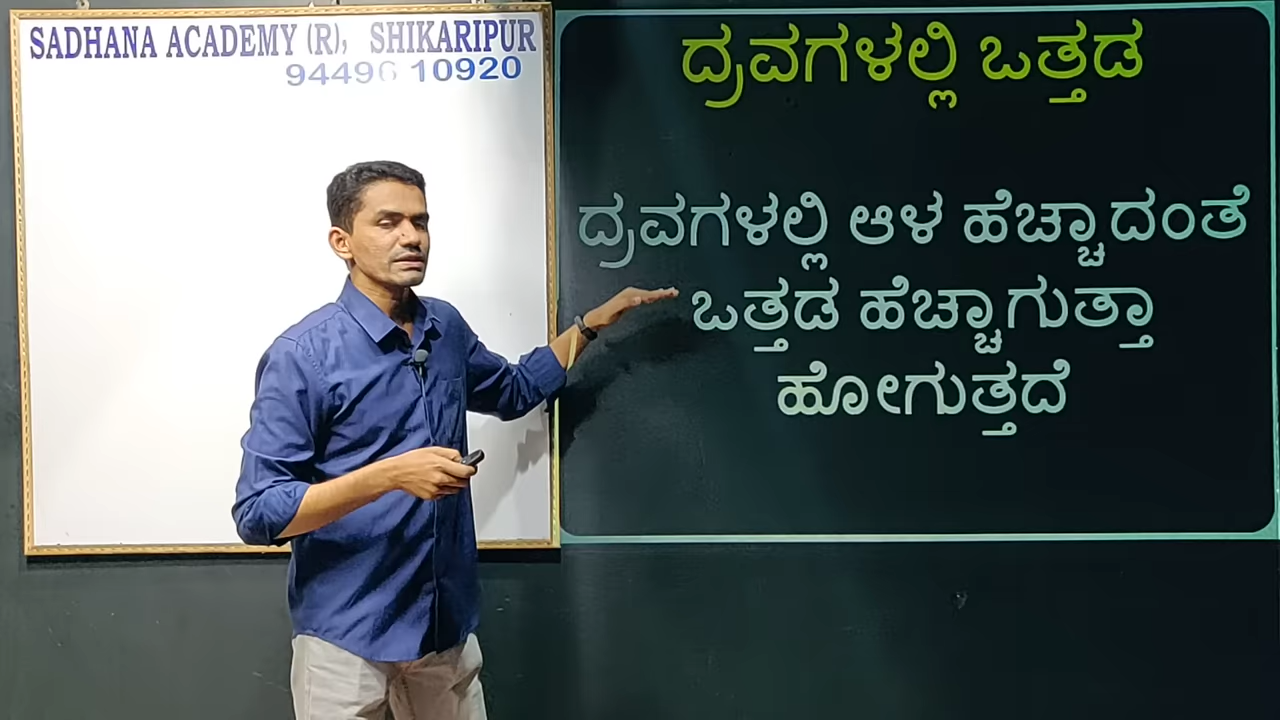 SADHANA ACADEMY (R), SHIKARIPUR
94496 10920
ದ್ರವಗಳಲ್ಲಿ ಒತ್ತಡ
ದ್ರವಗಳಲ್ಲಿ ಆಳ ಹೆಚ್ಚಾದಂತೆ
ಒತ್ತಡ ಹೆಚ್ಚಾಗುತ್ತಾ
ಹೋಗುತ್ತದೆ